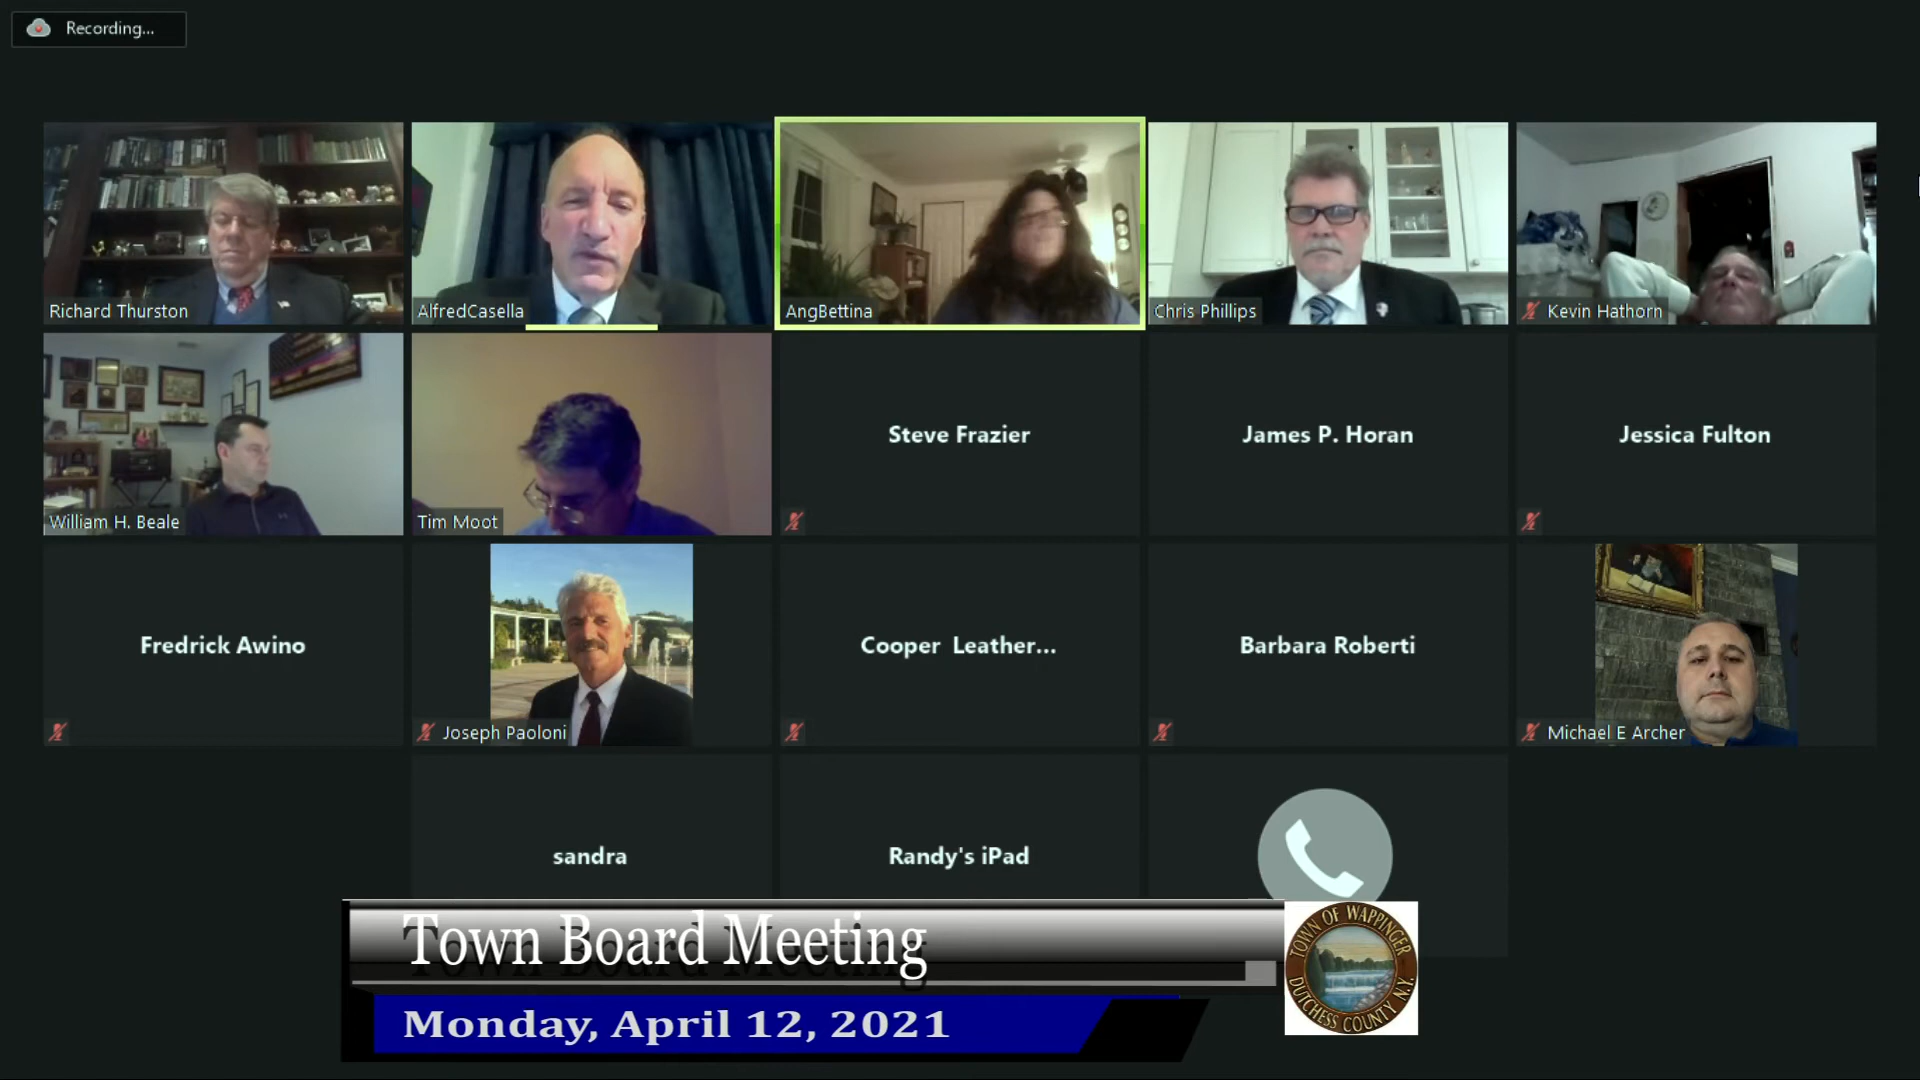 Recording...
Richard Thurston
AlfredCasella
AngBettina
Chris Phillips
Kevin Hathorn
William H. Beale
Tim Moot
Steve Frazier
James P. Horan
Jessica Fulton
Fredrick Awino
Joseph Paoloni
Cooper Leather...
Barbara Roberti
Michael E Archer
sandra
Randy's iPad
Town Board Meeting
Monday, April 12, 2021
TOWN OF WAPPINGER
DUTCHESS COUNTY N.Y.